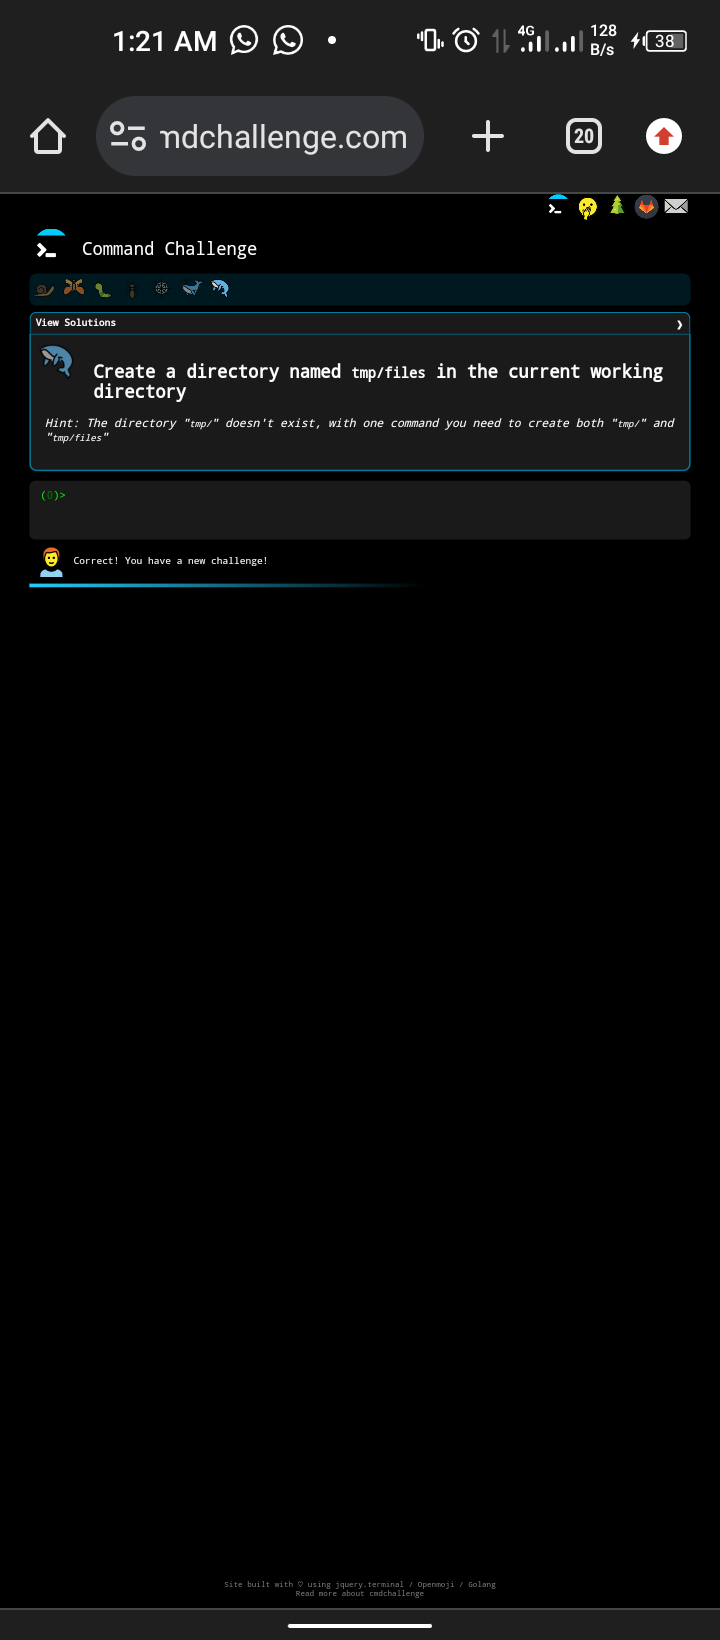 1:21 AM
4G
128
B/s
38
mdchallenge.com
20
Command Challenge
View Solutions
Create a directory named tmp/files in the current working
directory
Hint: The directory "tmp/" doesn't exist, with one command you need to create both "tmp/" and
"tmp/files"
(0)>
Correct! You have a new challenge!
Site built with ♡ using jquery.terminal / Openmoji / Golang
Read more about cmdchallenge